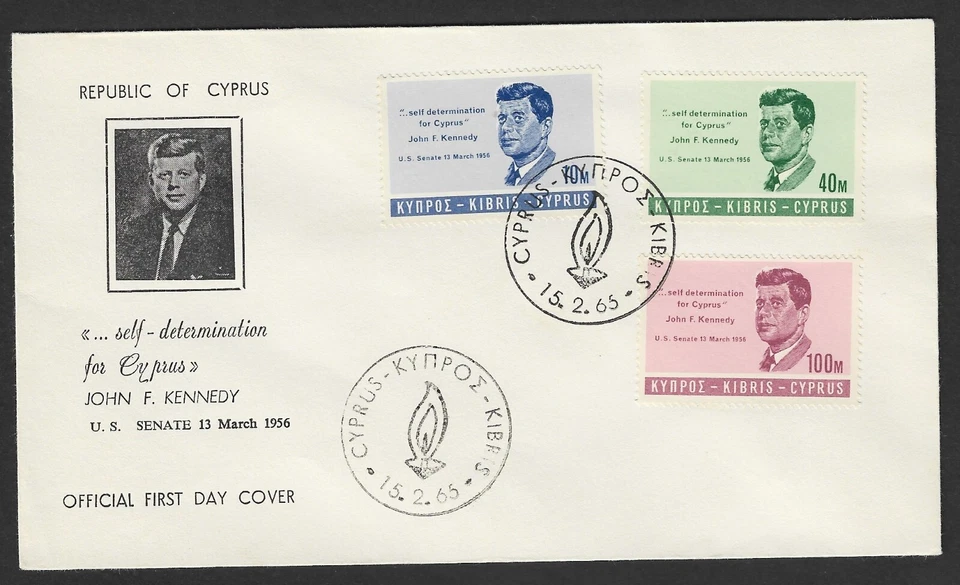 REPUBLIC OF CYPRUS
«... self-determination
for Cyprus»
JOHN F. KENNEDY
U. S. SENATE 13 March 1956
OFFICIAL FIRST DAY COVER
"...self determination
for Cyprus"
John F. Kennedy
U.S. Senate 13 March 1956
10M
ΚΥΠΡΟΣ – KIBRIS – CYPRUS
"...self determination
for Cyprus"
John F. Kennedy
U.S. Senate 13 March 1956
40M
ΚΥΠΡΟΣ – KIBRIS – CYPRUS
CYPRUS - ΚΥΠΡΟΣ - KIBRIS
15. 2. 65
"...self determination
for Cyprus"
John F. Kennedy
U.S. Senate 13 March 1956
100M
ΚΥΠΡΟΣ – KIBRIS – CYPRUS
CYPRUS - ΚΥΠΡΟΣ - KIBRIS
15. 2. 65